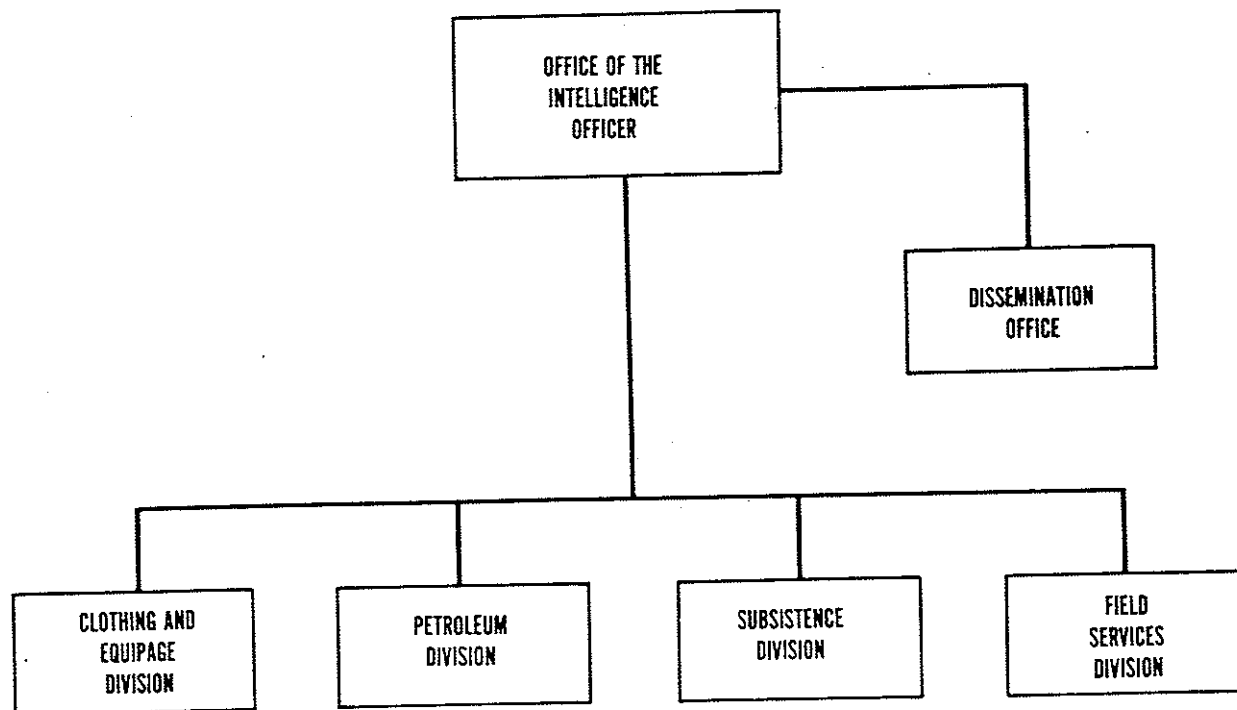 OFFICE OF THE
INTELLIGENCE
OFFICER
DISSEMINATION
OFFICE
CLOTHING AND
EQUIPAGE
DIVISION
PETROLEUM
DIVISION
SUBSISTENCE
DIVISION
FIELD
SERVICES
DIVISION